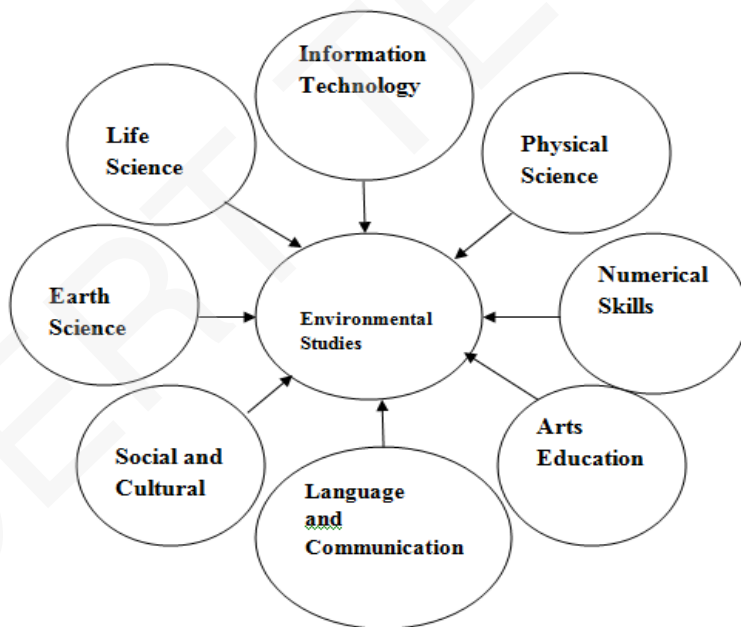 Information
Technology
Life
Science
Physical
Science
Earth
Science
Environmental
Studies
Numerical
Skills
Social and
Cultural
Language
and
Communication
Arts
Education